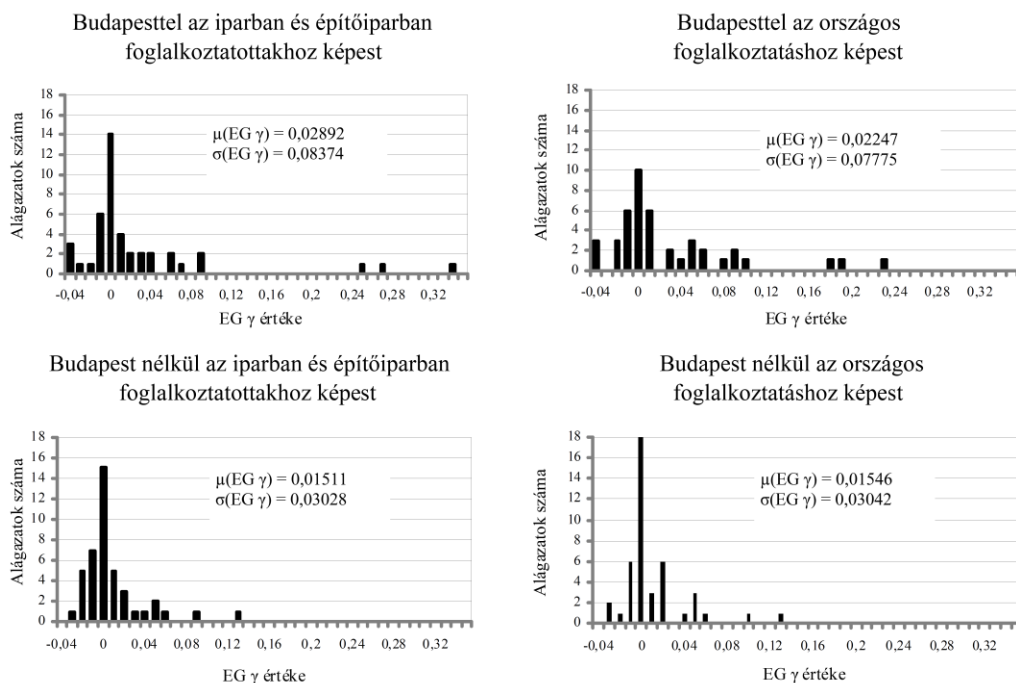 Budapesttel az iparban és építőiparban
foglalkoztatottakhoz képest
Alágazatok száma
18
16
14
12
10
8
6
4
2
0
μ(EG γ) = 0,02892
σ(EG γ) = 0,08374
-0,04 0 0,04 0,08 0,12 0,16 0,2 0,24 0,28 0,32
EG γ értéke
Budapesttel az országos
foglalkoztatáshoz képest
Alágazatok száma
18
16
14
12
10
8
6
4
2
0
μ(EG γ) = 0,02247
σ(EG γ) = 0,07775
-0,04 0 0,04 0,08 0,12 0,16 0,2 0,24 0,28 0,32
EG γ értéke
Budapest nélkül az iparban és építőiparban
foglalkoztatottakhoz képest
Alágazatok száma
18
16
14
12
10
8
6
4
2
0
μ(EG γ) = 0,01511
σ(EG γ) = 0,03028
-0,04 0 0,04 0,08 0,12 0,16 0,2 0,24 0,28 0,32
EG γ értéke
Budapest nélkül az országos
foglalkoztatáshoz képest
Alágazatok száma
18
16
14
12
10
8
6
4
2
0
μ(EG γ) = 0,01546
σ(EG γ) = 0,03042
-0,04 0 0,04 0,08 0,12 0,16 0,2 0,24 0,28 0,32
EG γ értéke